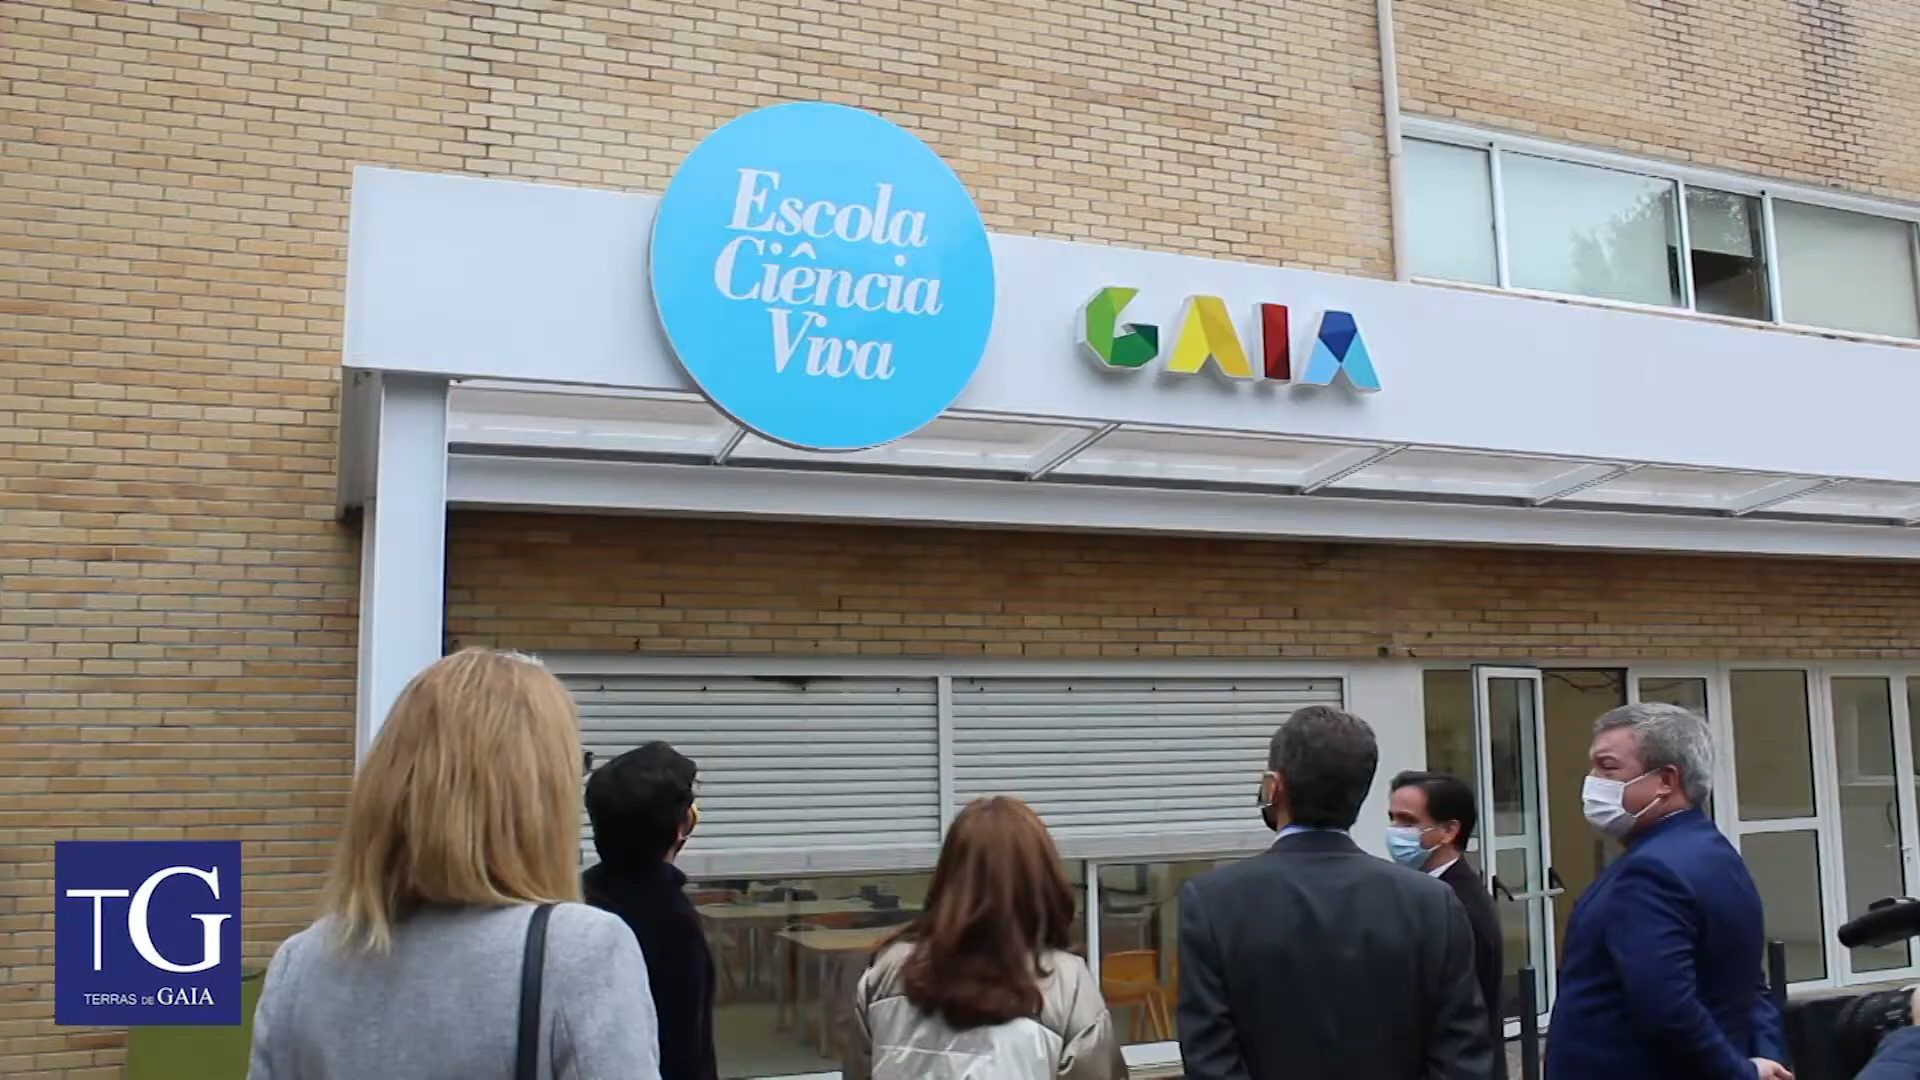 Escola
Ciência
Viva
GAIA
TG
TERRAS DE GAIA